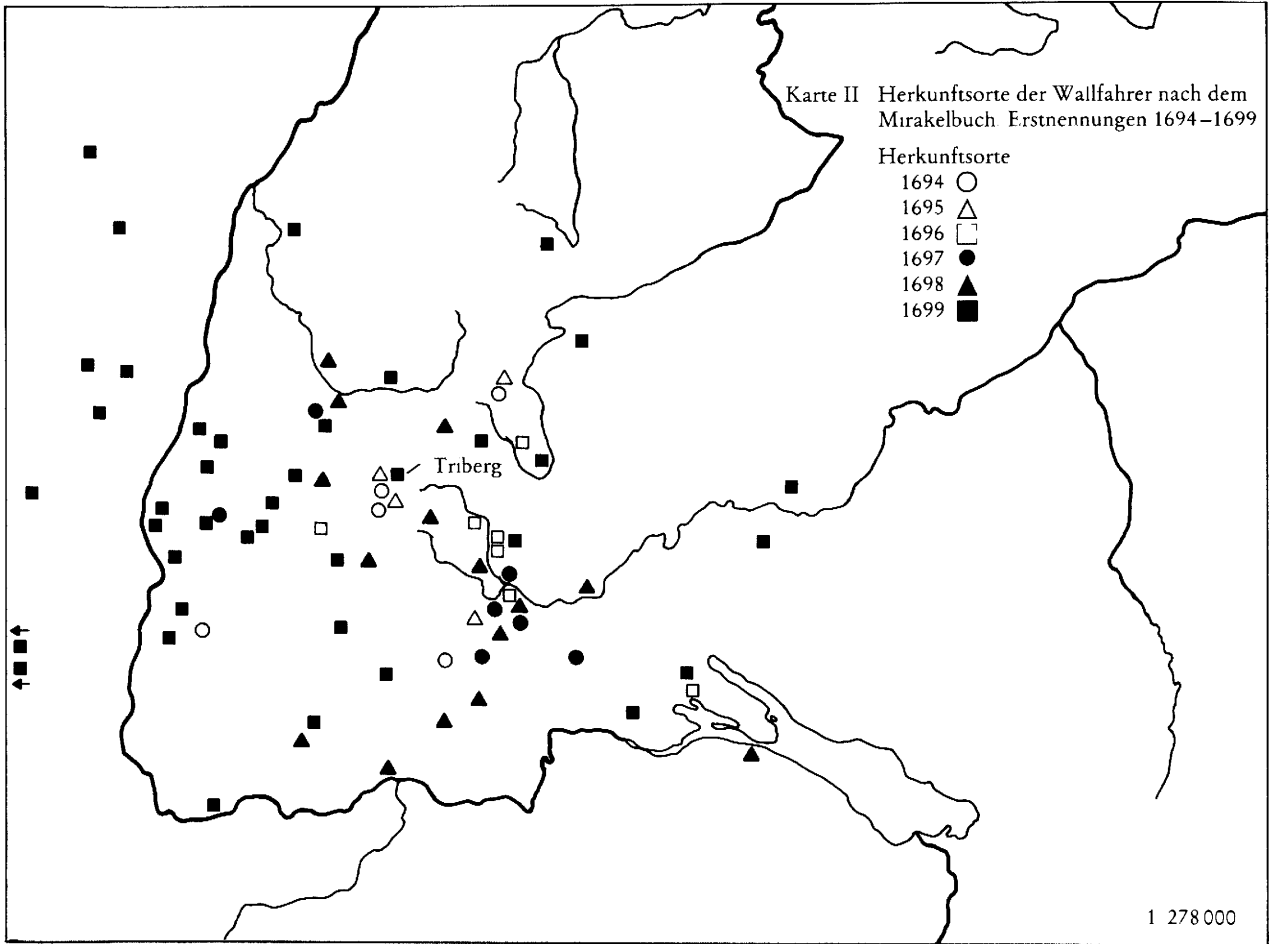 Karte II Herkunftsorte der Wallfahrer nach dem
Mirakelbuch Erstnennungen 1694–1699
Herkunftsorte
1694
1695
1696
1697
1698
1699
Triberg
1 278 000